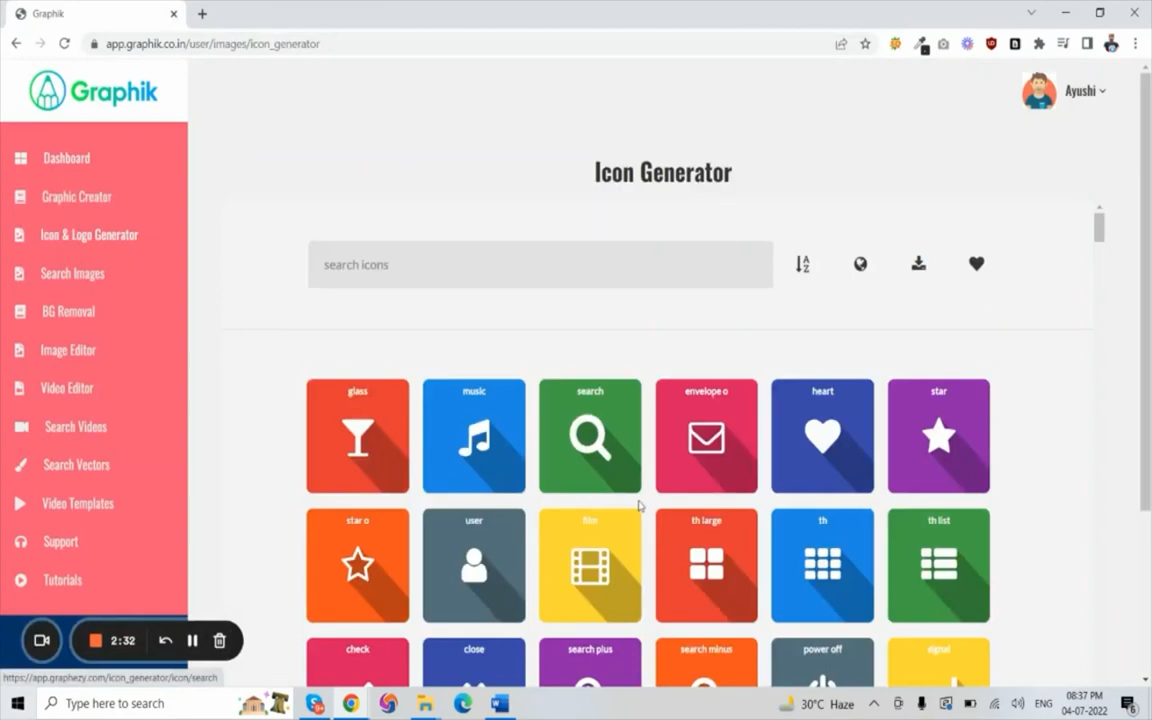 Graphik
app.graphik.co.in/user/images/icon_generator
Graphik
Ayushi
Dashboard
Graphic Creator
Icon & Logo Generator
Search Images
BG Removal
Image Editor
Video Editor
Search Videos
Search Vectors
Video Templates
Support
Tutorials
Icon Generator
search icons
glass music search envelope o heart star
star o user film th large th th list
check close search plus search minus power off signal
2:32
https://app.graphezy.com/icon_generator/icon/search
Type here to search
30°C Haze
ENG
08:37 PM
04-07-2022
6